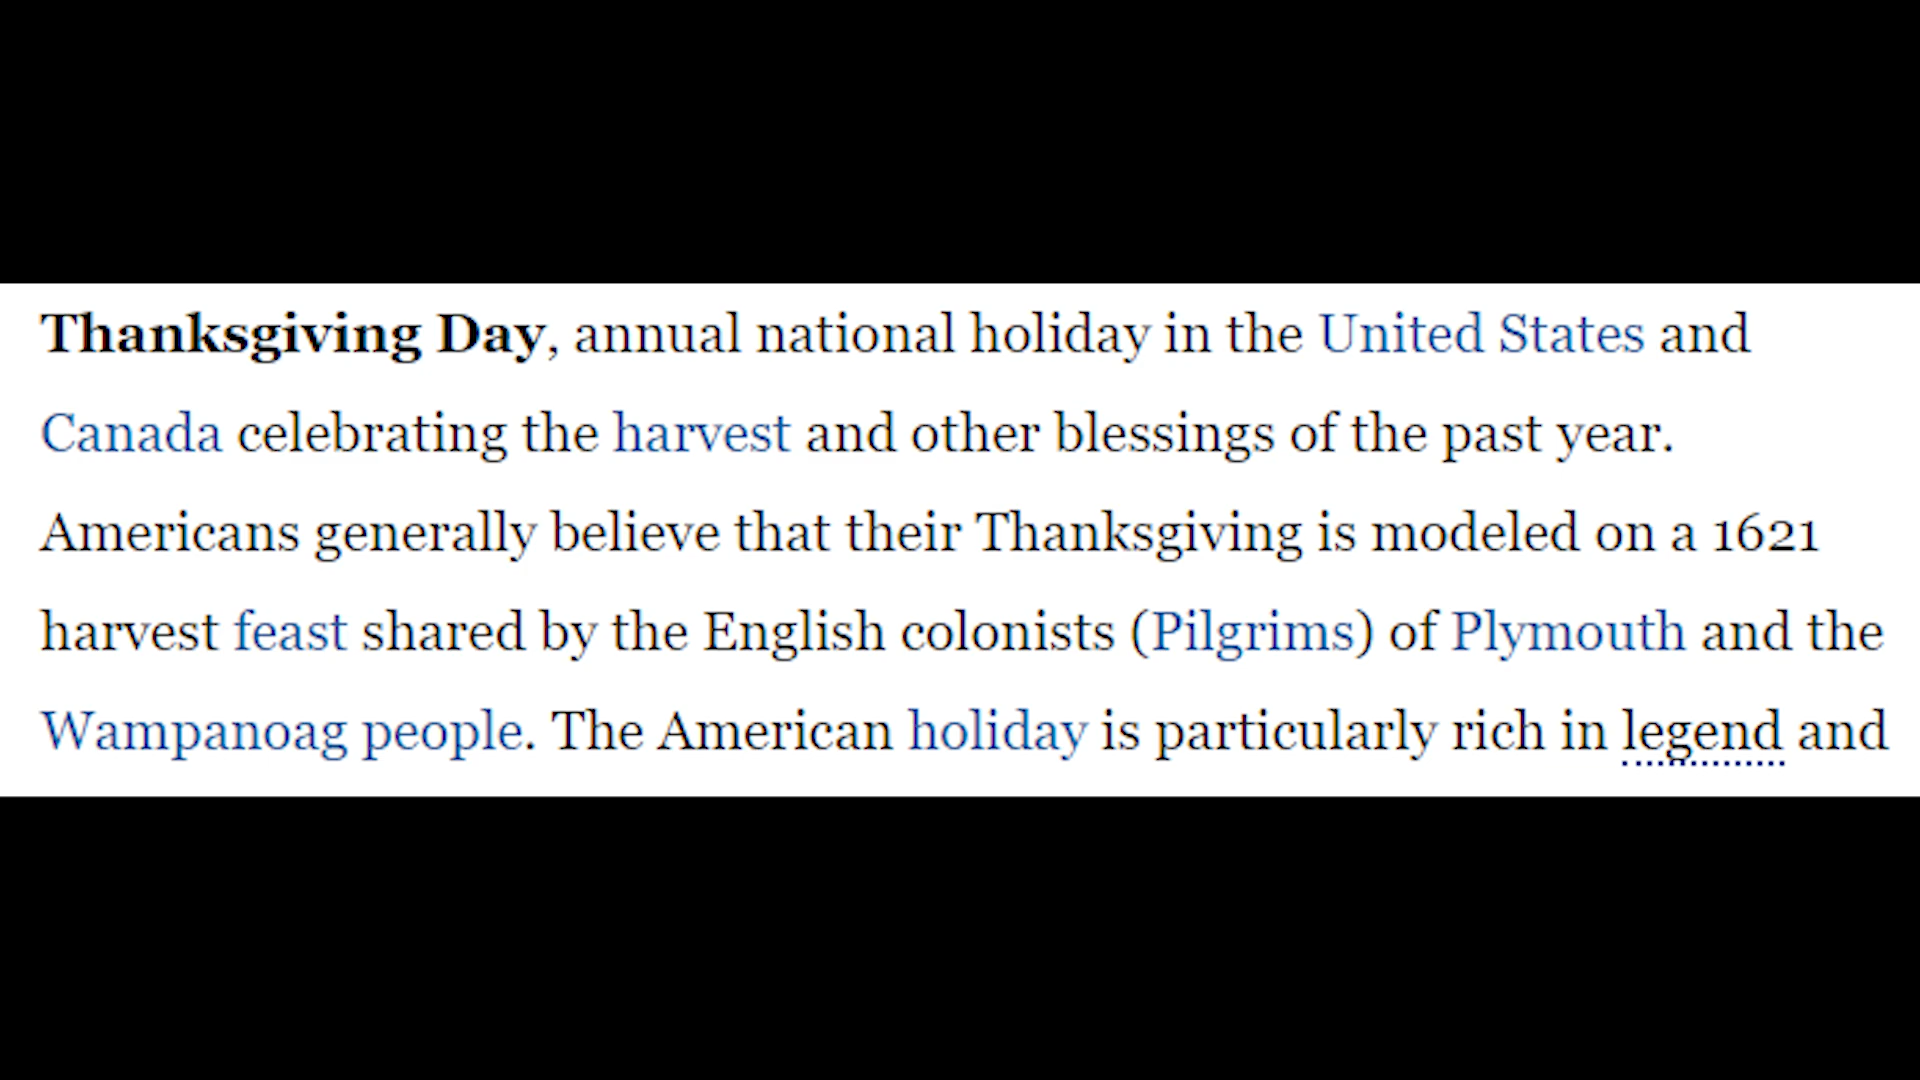 Thanksgiving Day, annual national holiday in the United States and
Canada celebrating the harvest and other blessings of the past year.
Americans generally believe that their Thanksgiving is modeled on a 1621
harvest feast shared by the English colonists (Pilgrims) of Plymouth and the
Wampanoag people. The American holiday is particularly rich in legend and